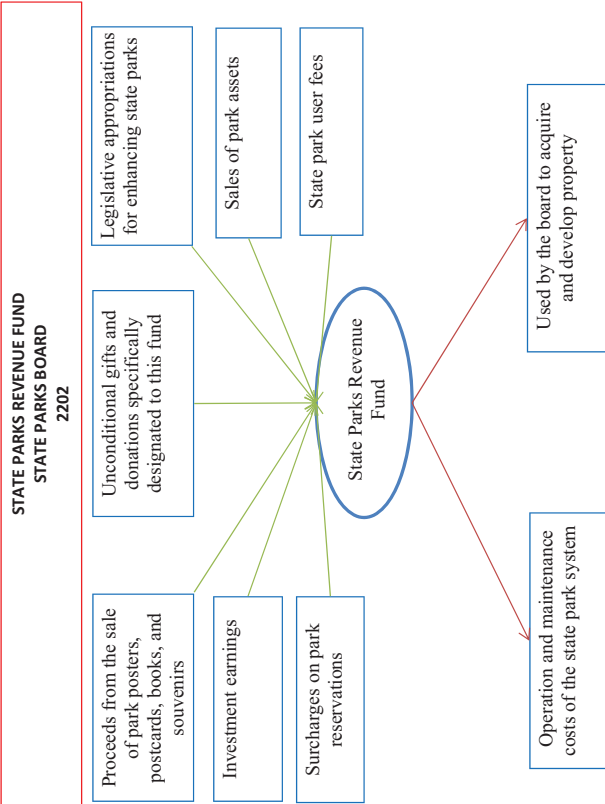 STATE PARKS REVENUE FUND
STATE PARKS BOARD
2202
Proceeds from the sale
of park posters,
postcards, books, and
souvenirs
Unconditional gifts and
donations specifically
designated to this fund
Legislative appropriations
for enhancing state parks
Investment earnings
Sales of park assets
Surcharges on park
reservations
State park user fees
State Parks Revenue
Fund
Operation and maintenance
costs of the state park system
Used by the board to acquire
and develop property